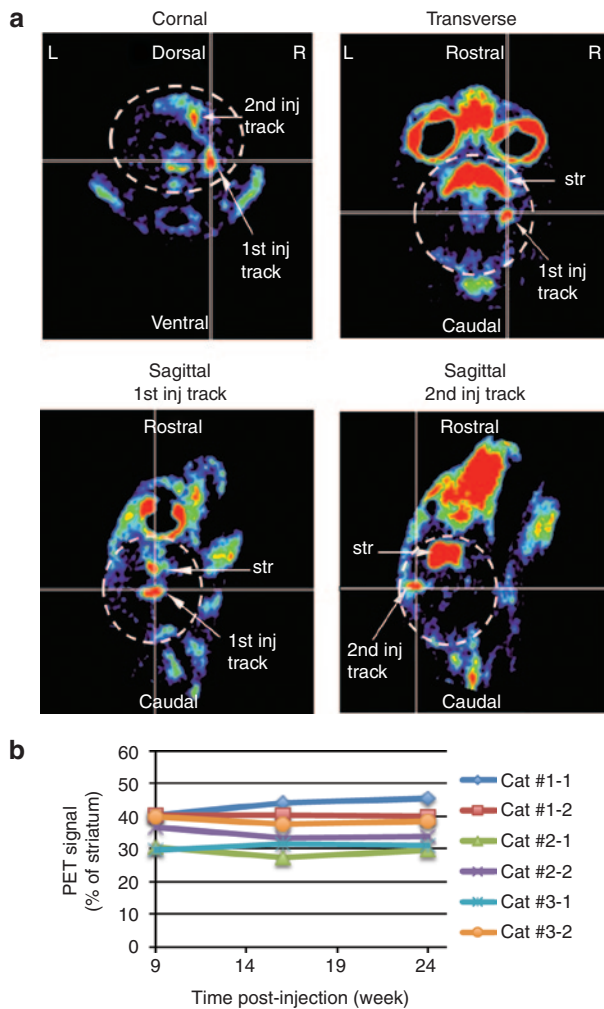 a
Cornal
Transverse
L
Dorsal
R
2nd inj
track
1st inj
track
Ventral
L
Rostral
R
str
1st inj
track
Caudal
Sagittal
1st inj track
Sagittal
2nd inj track
Rostral
str
1st inj
track
Caudal
Rostral
str
2nd inj
track
Caudal
b
PET signal
(% of striatum)
60
50
40
30
20
10
0
9
14
19
24
Time post-injection (week)
Cat #1-1
Cat #1-2
Cat #2-1
Cat #2-2
Cat #3-1
Cat #3-2